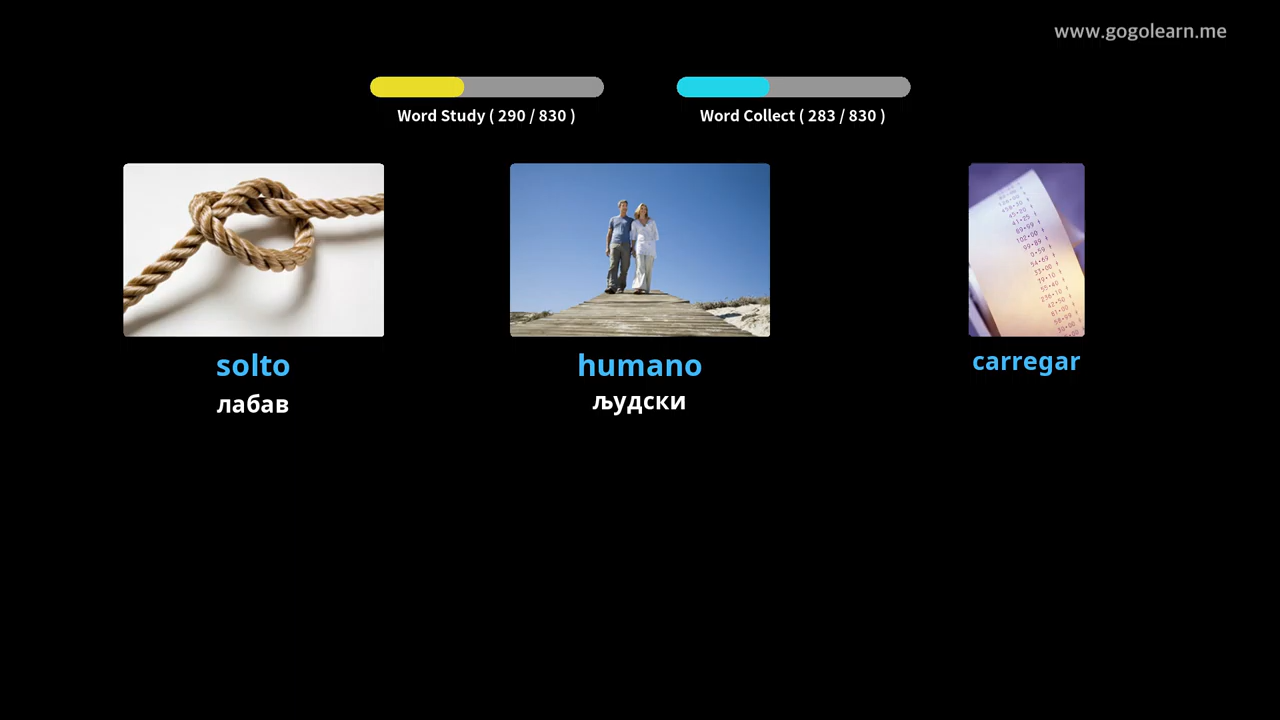 www.gogolearn.me
Word Study ( 290 / 830 )
Word Collect ( 283 / 830 )
solto
лабав
humano
људски
carregar